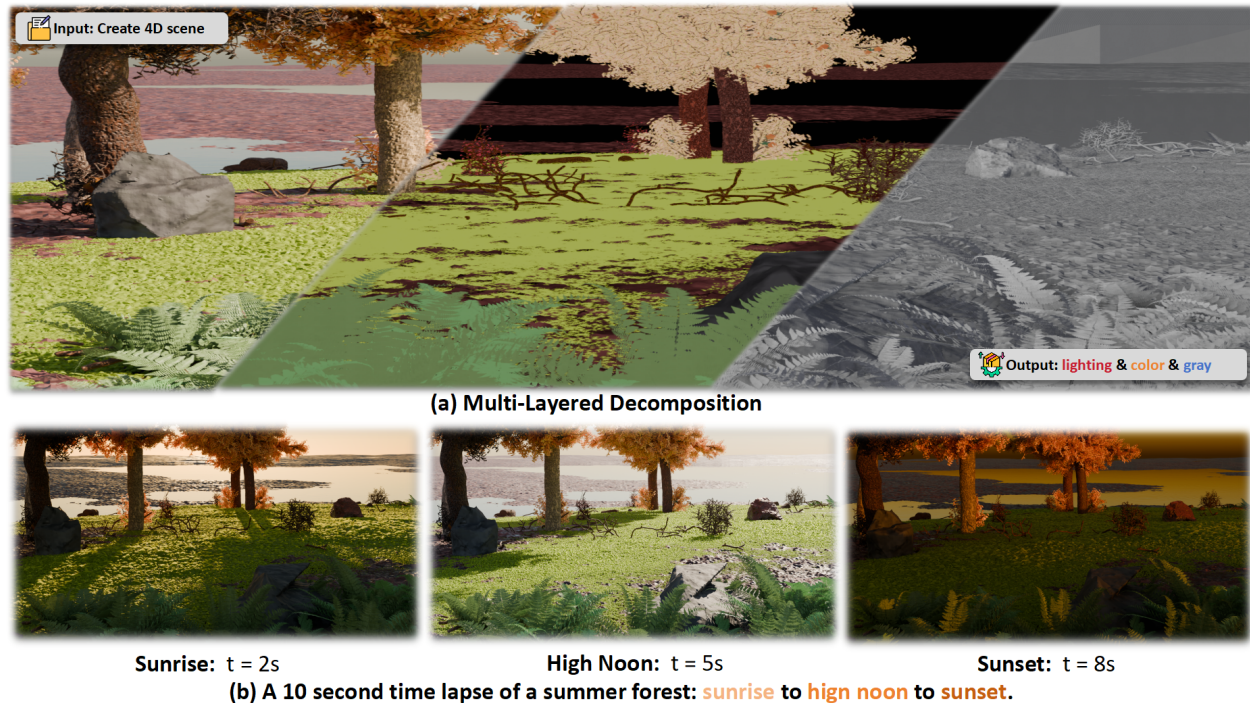 Input: Create 4D scene
Output: lighting & color & gray
(a) Multi-Layered Decomposition
Sunrise: t = 2s
High Noon: t = 5s
Sunset: t = 8s
(b) A 10 second time lapse of a summer forest: sunrise to hign noon to sunset.